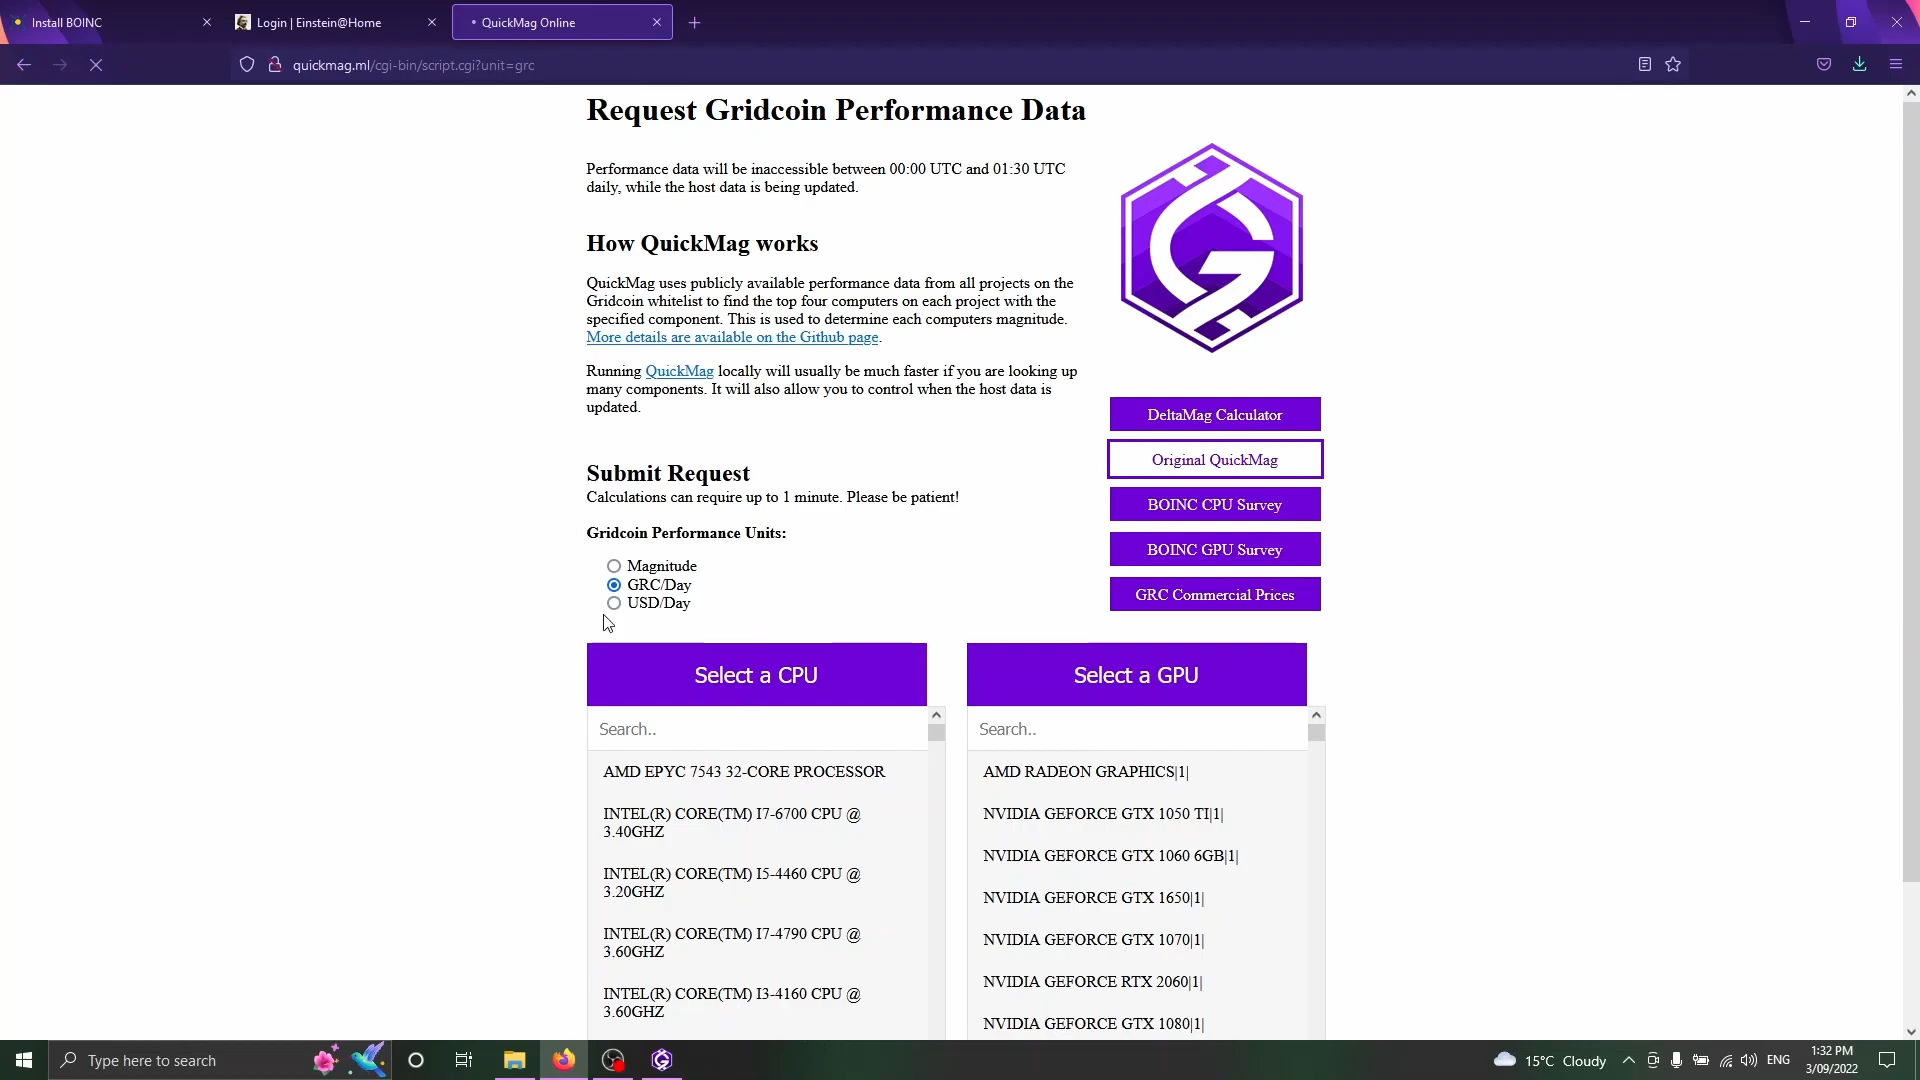 Install BOINC
Login | Einstein@Home
QuickMag Online
quickmag.ml/cgi-bin/script.cgi?unit=grc
Request Gridcoin Performance Data
Performance data will be inaccessible between 00:00 UTC and 01:30 UTC
daily, while the host data is being updated.
How QuickMag works
QuickMag uses publicly available performance data from all projects on the
Gridcoin whitelist to find the top four computers on each project with the
specified component. This is used to determine each computers magnitude.
More details are available on the Github page.
Running QuickMag locally will usually be much faster if you are looking up
many components. It will also allow you to control when the host data is
updated.
DeltaMag Calculator
Original QuickMag
BOINC CPU Survey
BOINC GPU Survey
GRC Commercial Prices
Submit Request
Calculations can require up to 1 minute. Please be patient!
Gridcoin Performance Units:
Magnitude
GRC/Day
USD/Day
Select a CPU
Search..
AMD EPYC 7543 32-CORE PROCESSOR
INTEL(R) CORE(TM) I7-6700 CPU @
3.40GHZ
INTEL(R) CORE(TM) I5-4460 CPU @
3.20GHZ
INTEL(R) CORE(TM) I7-4790 CPU @
3.60GHZ
INTEL(R) CORE(TM) I3-4160 CPU @
3.60GHZ
Select a GPU
Search..
AMD RADEON GRAPHICS|1|
NVIDIA GEFORCE GTX 1050 TI|1|
NVIDIA GEFORCE GTX 1060 6GB|1|
NVIDIA GEFORCE GTX 1650|1|
NVIDIA GEFORCE GTX 1070|1|
NVIDIA GEFORCE RTX 2060|1|
NVIDIA GEFORCE GTX 1080|1|
Type here to search
15°C Cloudy
ENG
1:32 PM
3/09/2022